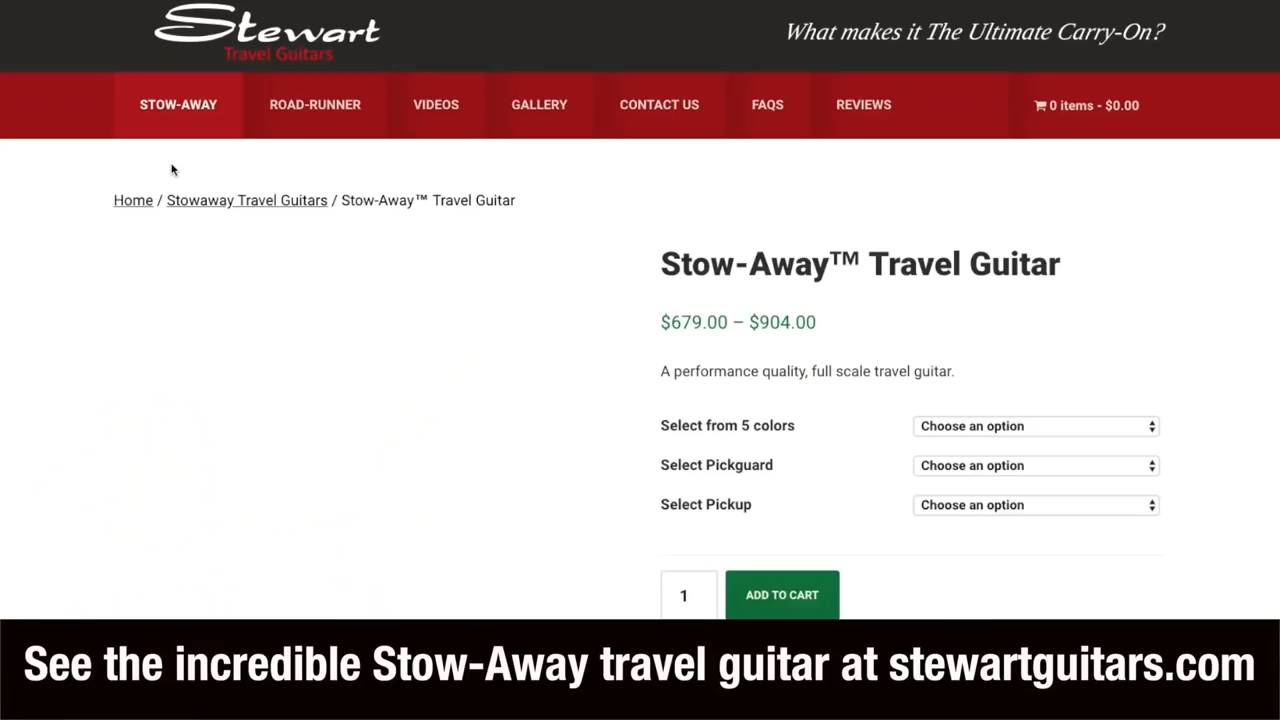 Stewart
Travel Guitars
What makes it The Ultimate Carry-On?
STOW-AWAY ROAD-RUNNER VIDEOS GALLERY CONTACT US FAQS REVIEWS 0 items - $0.00
Home / Stowaway Travel Guitars / Stow-Away™ Travel Guitar
Stow-Away™ Travel Guitar
$679.00 – $904.00
A performance quality, full scale travel guitar.
Select from 5 colors Choose an option
Select Pickguard Choose an option
Select Pickup Choose an option
1 ADD TO CART
See the incredible Stow-Away travel guitar at stewartguitars.com